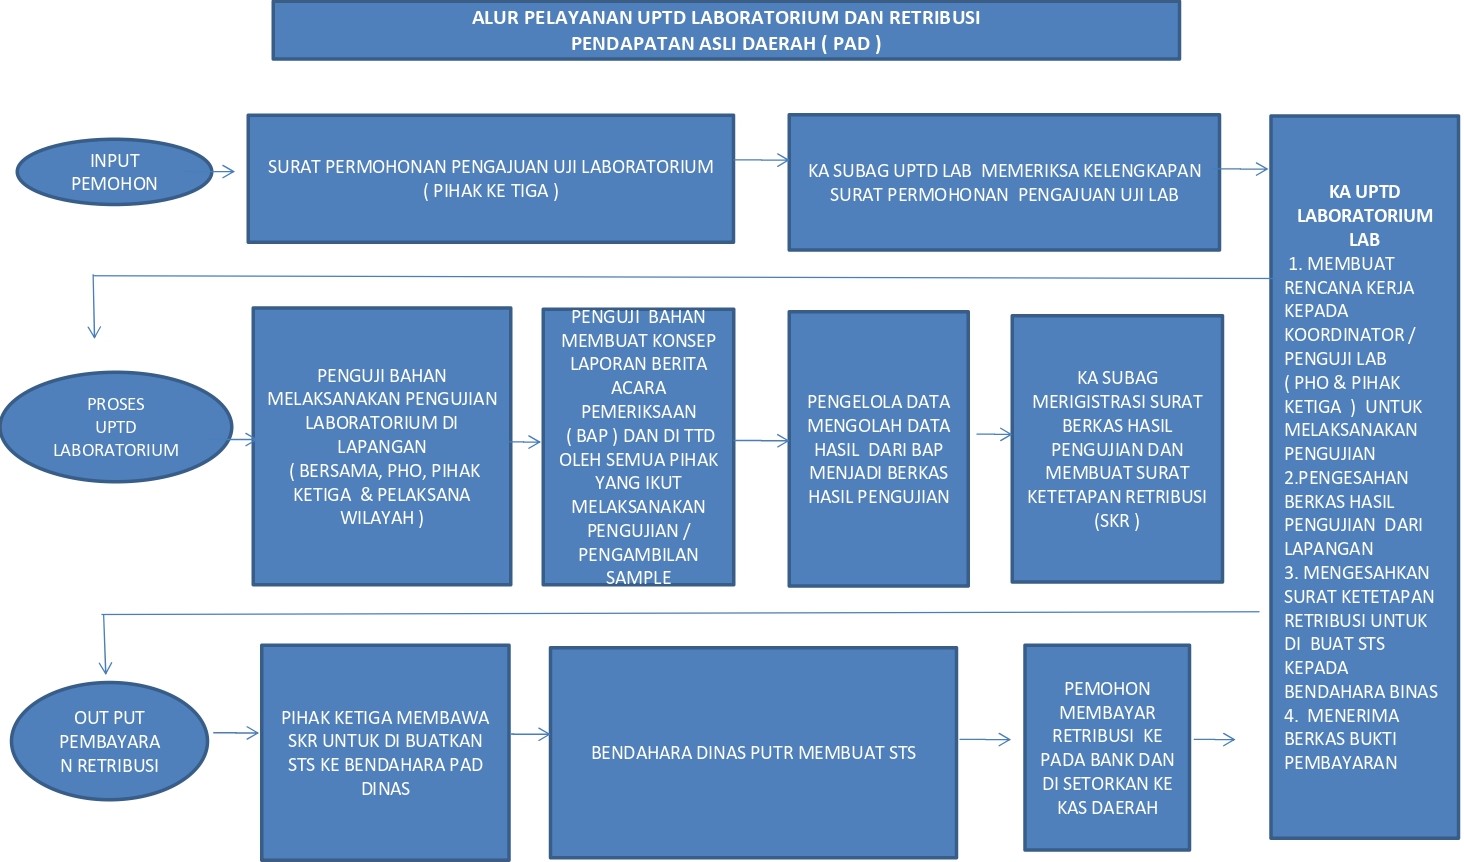 ALUR PELAYANAN UPTD LABORATORIUM DAN RETRIBUSI
PENDAPATAN ASLI DAERAH ( PAD )
INPUT
PEMOHON
SURAT PERMOHONAN PENGAJUAN UJI LABORATORIUM
( PIHAK KE TIGA )
KA SUBAG UPTD LAB MEMERIKSA KELENGKAPAN
SURAT PERMOHONAN PENGAJUAN UJI LAB
KA UPTD
LABORATORIUM
LAB
1. MEMBUAT
RENCANA KERJA
KEPADA
KOORDINATOR /
PENGUJI LAB
( PHO & PIHAK
KETIGA ) UNTUK
MELAKSANAKAN
PENGUJIAN
2.PENGESAHAN
BERKAS HASIL
PENGUJIAN DARI
LAPANGAN
3. MENGESAHKAN
SURAT KETETAPAN
RETRIBUSI UNTUK
DI BUAT STS
KEPADA
BENDAHARA BINAS
4. MENERIMA
BERKAS BUKTI
PEMBAYARAN
PROSES
UPTD
LABORATORIUM
PENGUJI BAHAN
MELAKSANAKAN PENGUJIAN
LABORATORIUM DI
LAPANGAN
( BERSAMA, PHO, PIHAK
KETIGA & PELAKSANA
WILAYAH )
PENGUJI BAHAN
MEMBUAT KONSEP
LAPORAN BERITA
ACARA
PEMERIKSAAN
( BAP ) DAN DI TTD
OLEH SEMUA PIHAK
YANG IKUT
MELAKSANAKAN
PENGUJIAN /
PENGAMBILAN
SAMPLE
PENGELOLA DATA
MENGOLAH DATA
HASIL DARI BAP
MENJADI BERKAS
HASIL PENGUJIAN
KA SUBAG
MERIGISTRASI SURAT
BERKAS HASIL
PENGUJIAN DAN
MEMBUAT SURAT
KETETAPAN RETRIBUSI
(SKR )
OUT PUT
PEMBAYARA
N RETRIBUSI
PIHAK KETIGA MEMBAWA
SKR UNTUK DI BUATKAN
STS KE BENDAHARA PAD
DINAS
BENDAHARA DINAS PUTR MEMBUAT STS
PEMOHON
MEMBAYAR
RETRIBUSI KE
PADA BANK DAN
DI SETORKAN KE
KAS DAERAH